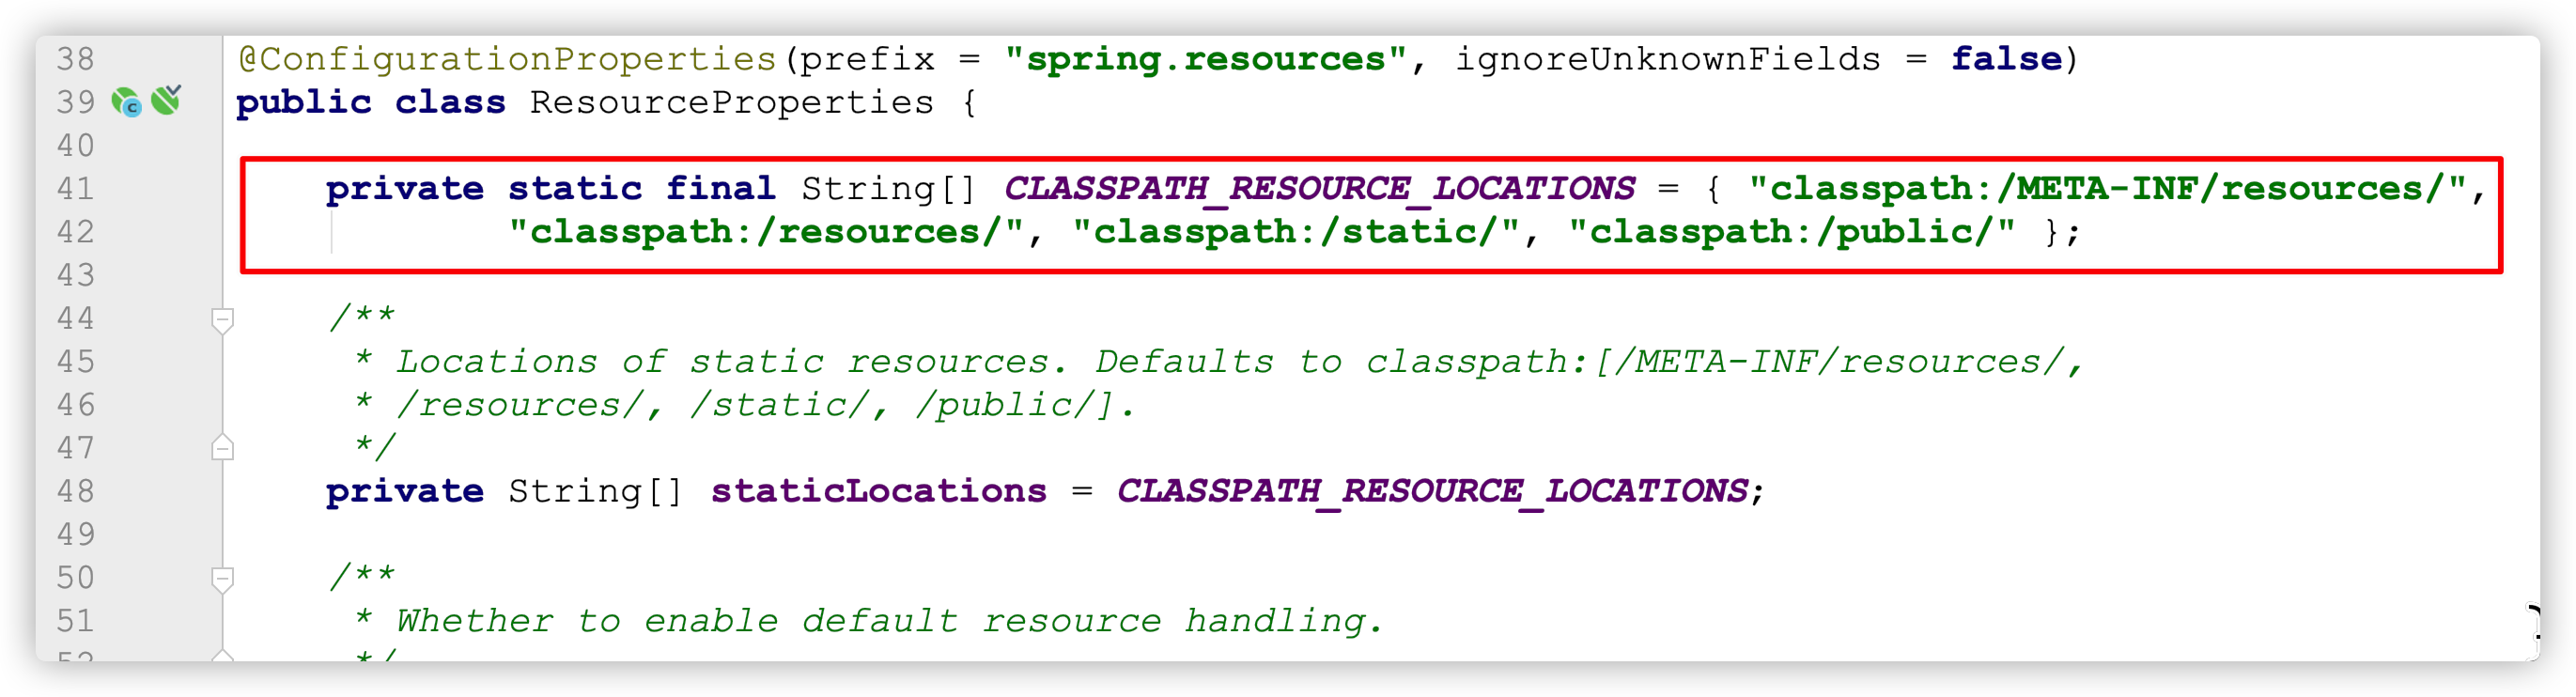 38 @ConfigurationProperties(prefix = "spring.resources", ignoreUnknownFields = false)
39 public class ResourceProperties {
40
41 private static final String[] CLASSPATH_RESOURCE_LOCATIONS = { "classpath:/META-INF/resources/",
42 "classpath:/resources/", "classpath:/static/", "classpath:/public/" };
43
44 /**
45 * Locations of static resources. Defaults to classpath:[/META-INF/resources/,
46 * /resources/, /static/, /public/].
47 */
48 private String[] staticLocations = CLASSPATH_RESOURCE_LOCATIONS;
49
50 /**
51 * Whether to enable default resource handling.
52 */